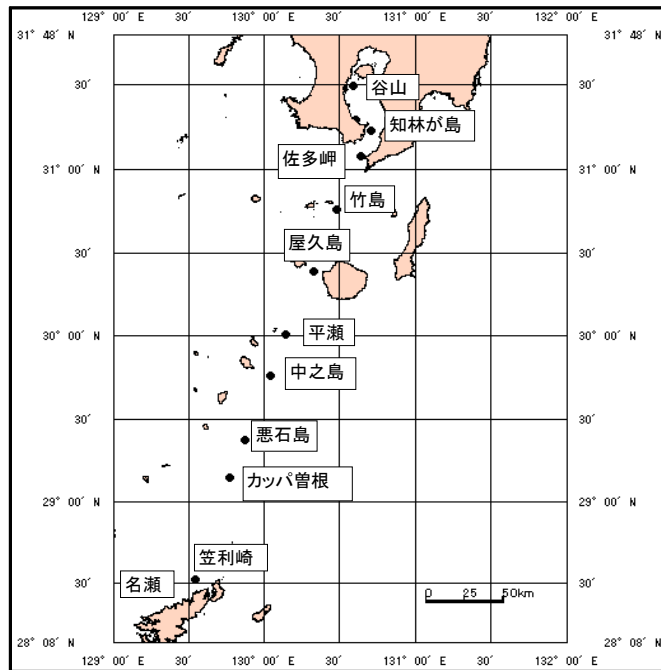 129° 00′ E 30′ 130° 00′ E 30′ 131° 00′ E 30′ 132° 00′ E
31° 48′ N 31° 48′ N
30′ 谷山 30′
知林が島
佐多岬
31° 00′ N 31° 00′ N
竹島
屋久島
30′ 30′
30° 00′ N 平瀬 30° 00′ N
中之島
30′ 30′
悪石島
カッパ曽根
29° 00′ N 29° 00′ N
笠利崎
30′ 名瀬 30′
0 25 50km
28° 08′ N 28° 08′ N
129° 00′ E 30′ 130° 00′ E 30′ 131° 00′ E 30′ 132° 00′ E